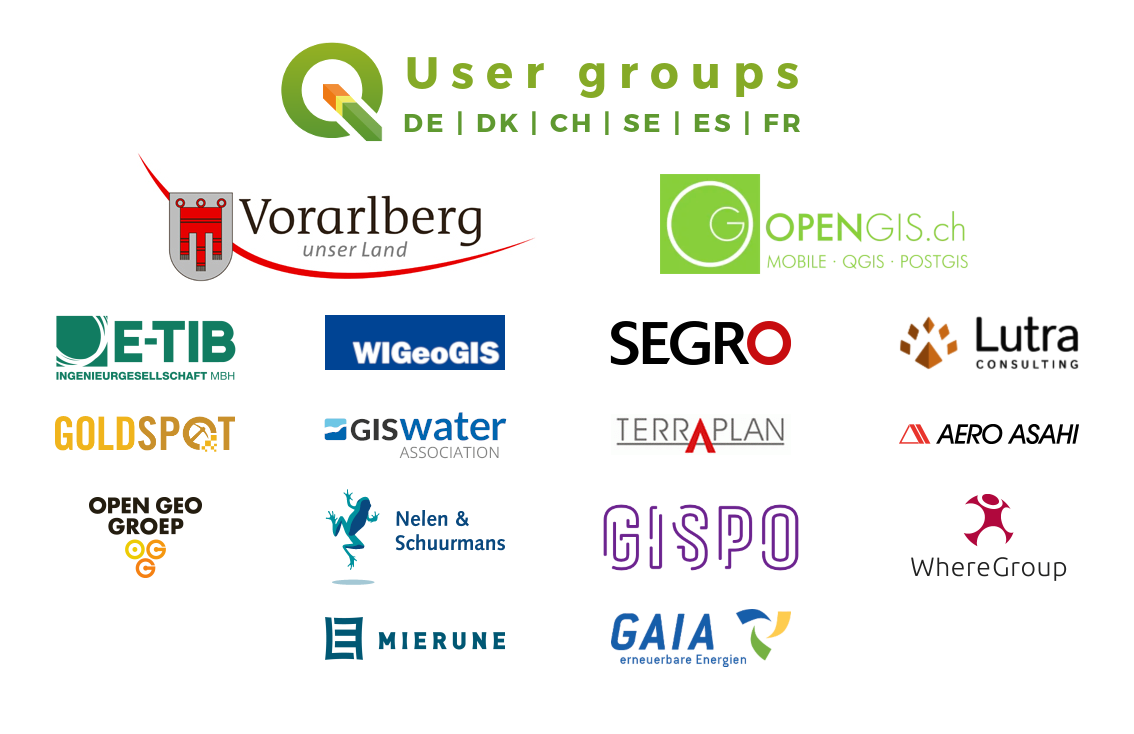 User groups
DE | DK | CH | SE | ES | FR
Vorarlberg
unser Land
G
OPENGIS.ch
MOBILE · QGIS · POSTGIS
E-TIB
INGENIEURGESELLSCHAFT MBH
WIGeoGIS
SEGRO
Lutra
CONSULTING
GOLDSPOT
GISwater
ASSOCIATION
TERRAPLAN
AERO ASAHI
OPEN GEO
GROEP
OG
G
Nelen &
Schuurmans
GISPO
WhereGroup
MIERUNE
GAIA
erneuerbare Energien